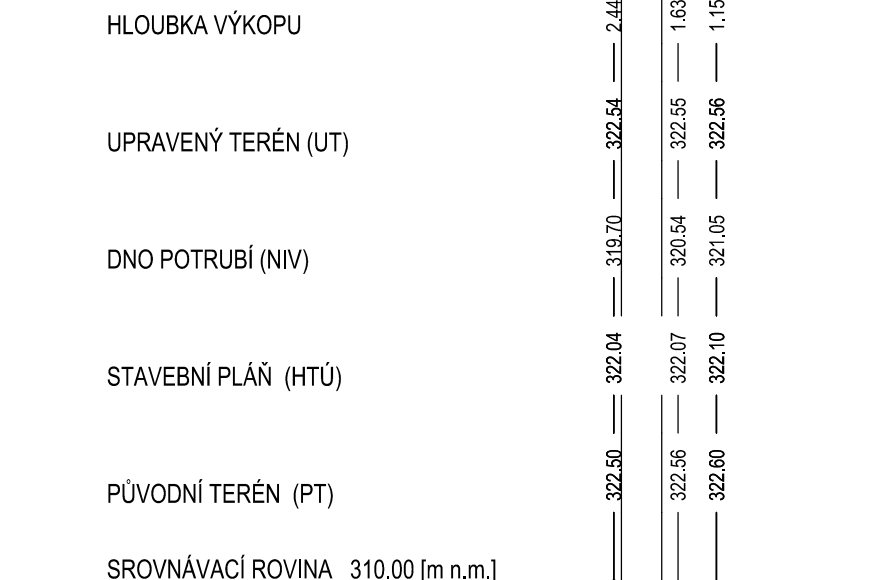 HLOUBKA VÝKOPU 2.44 1.63 1.15
UPRAVENÝ TERÉN (UT) 322.54 322.55 322.56
DNO POTRUBÍ (NIV) 319.70 320.54 321.05
STAVEBNÍ PLÁŇ (HTÚ) 322.04 322.07 322.10
PŮVODNÍ TERÉN (PT) 322.50 322.56 322.60
SROVNÁVACÍ ROVINA 310.00 [m n.m.]